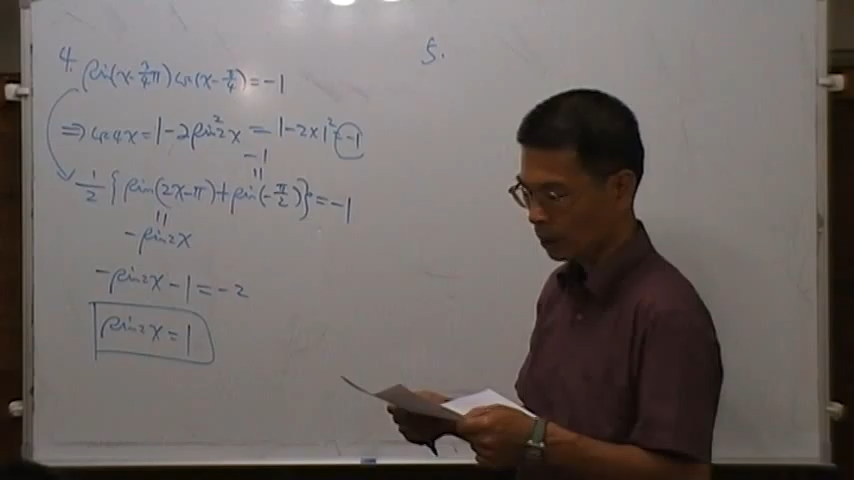 4. sin(x-3/4π)cos(x-π/4)=-1
⇒ cos4x=1-2sin²2x=1-2×1²=-1
-1
||
1/2{sin(2x-π)+sin(-π/2)}=-1
||
-sin2x
-sin2x-1=-2
sin2x=1
5.